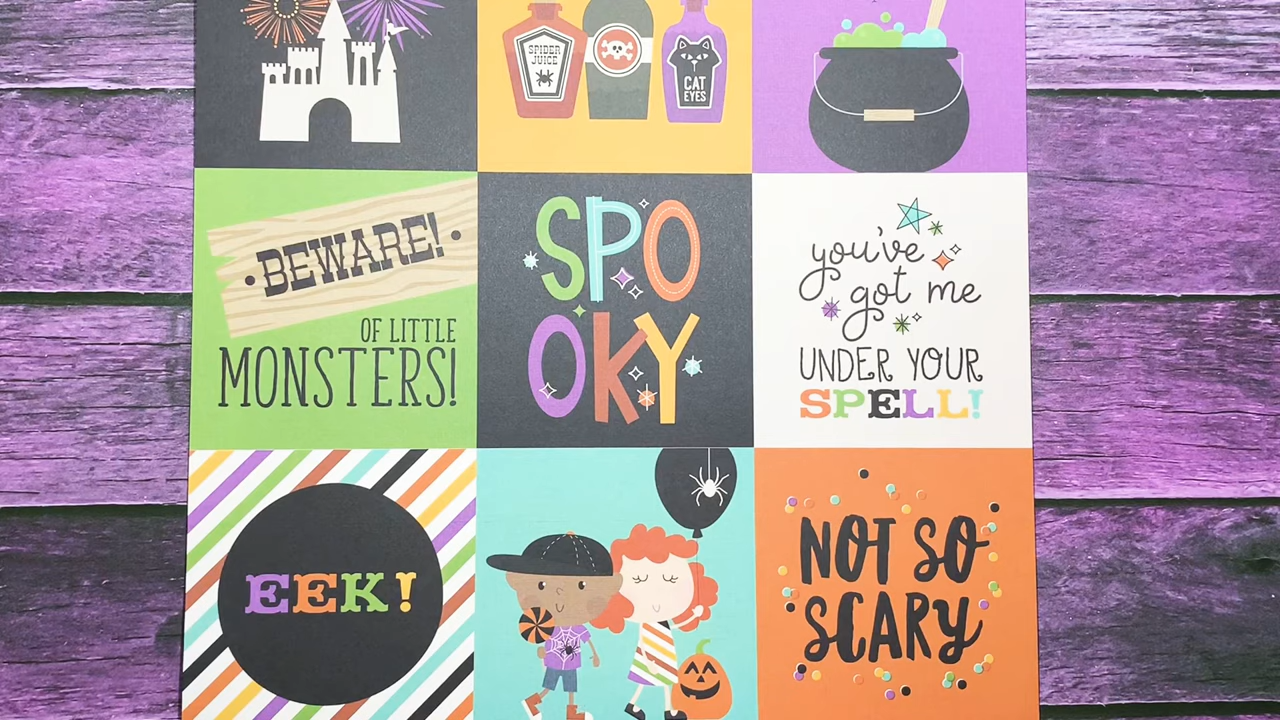 SPIDER
JUICE
CAT
EYES
BEWARE!
OF LITTLE
MONSTERS!
SPO
OKY
you've
got me
UNDER YOUR
SPELL!
EEK!
NOT SO
SCARY